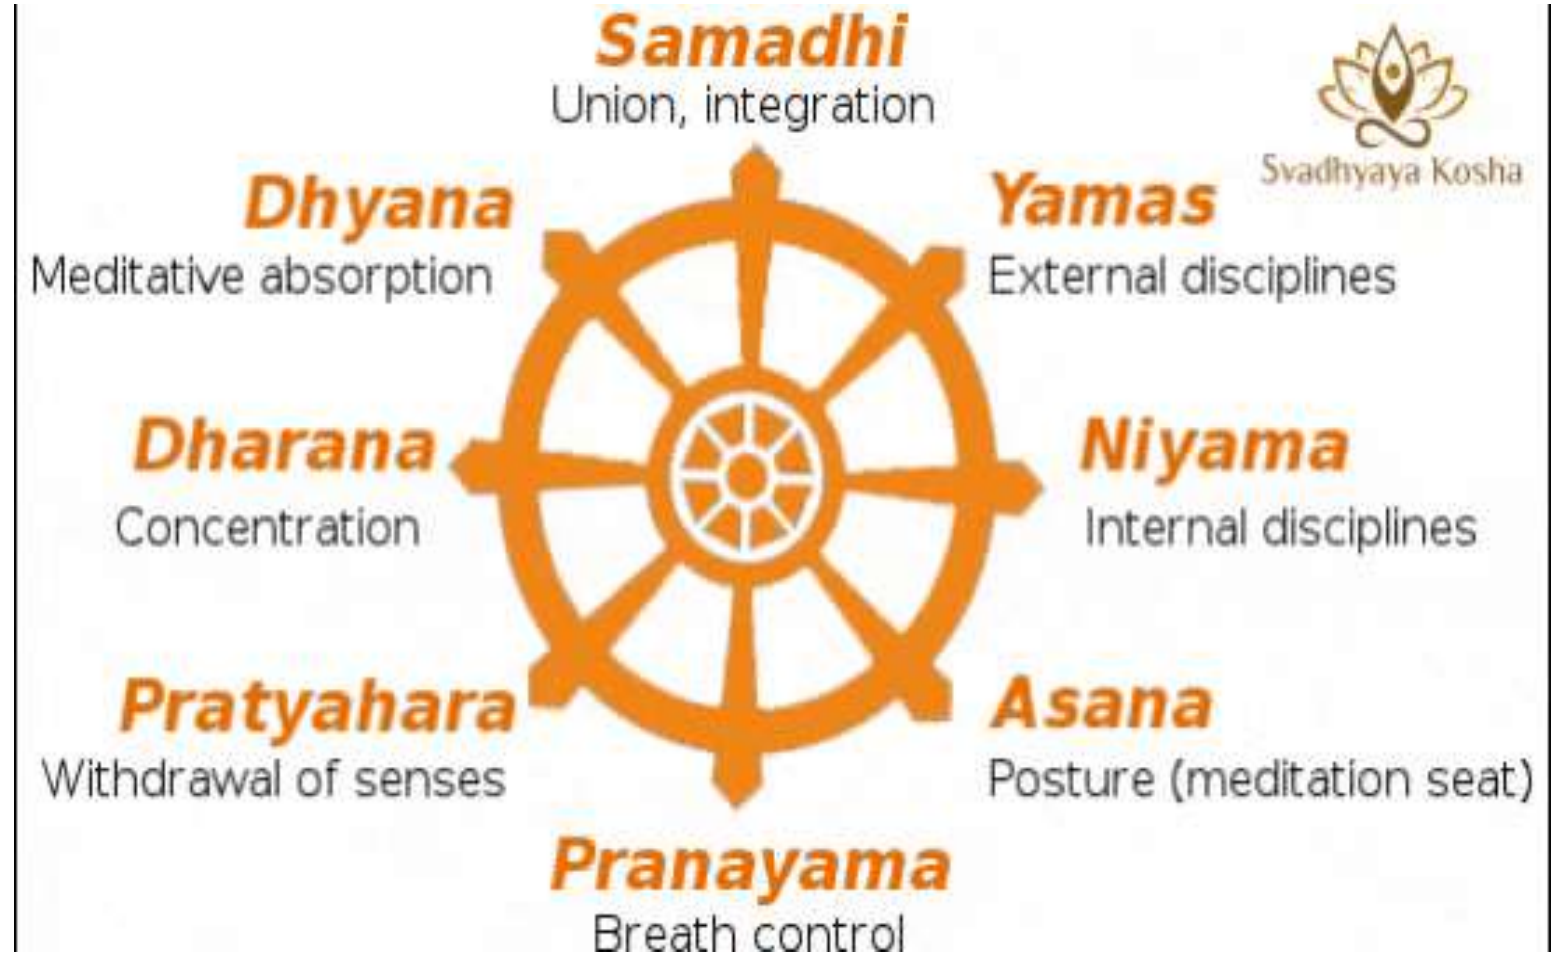 Samadhi
Union, integration
Svadhyaya Kosha
Dhyana
Meditative absorption
Yamas
External disciplines
Dharana
Concentration
Niyama
Internal disciplines
Pratyahara
Withdrawal of senses
Asana
Posture (meditation seat)
Pranayama
Breath control